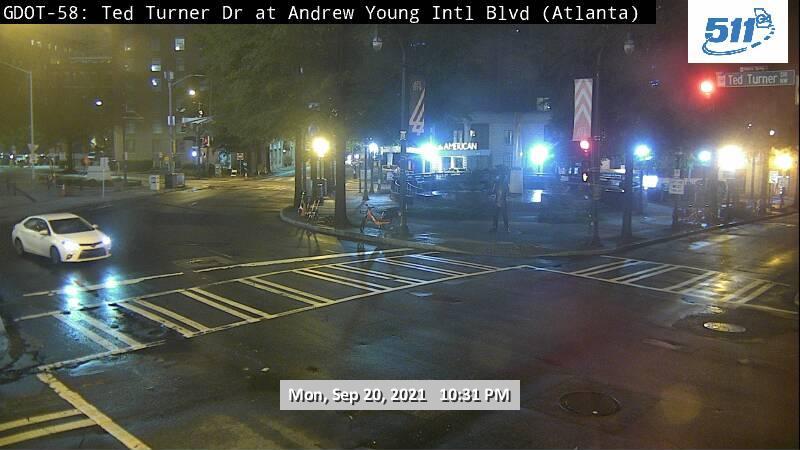 GDOT-58: Ted Turner Dr at Andrew Young Intl Blvd (Atlanta)
511
Ted Turner
AMERICAN
Mon, Sep 20, 2021 10:31 PM